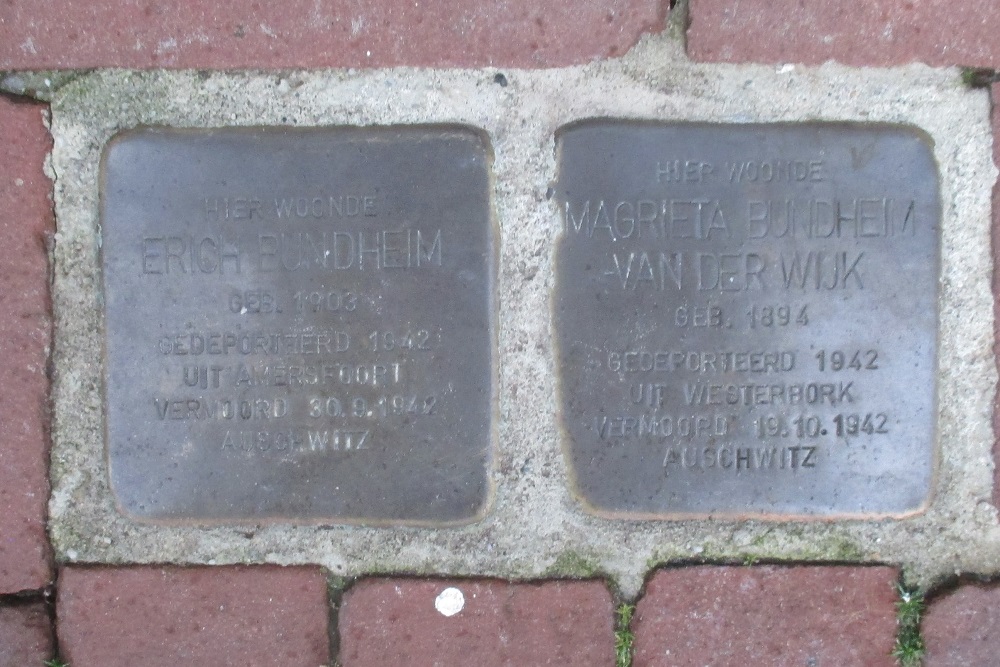 HIER WOONDE
ERICH BUNDHEIM
GEB. 1903
GEDEPORTEERD 1942
UIT AMERSFOORT
VERMOORD 30.9.1942
AUSCHWITZ
HIER WOONDE
MAGRIETA BUNDHEIM
-VAN DER WIJK
GEB. 1894
GEDEPORTEERD 1942
UIT WESTERBORK
VERMOORD 19.10.1942
AUSCHWITZ